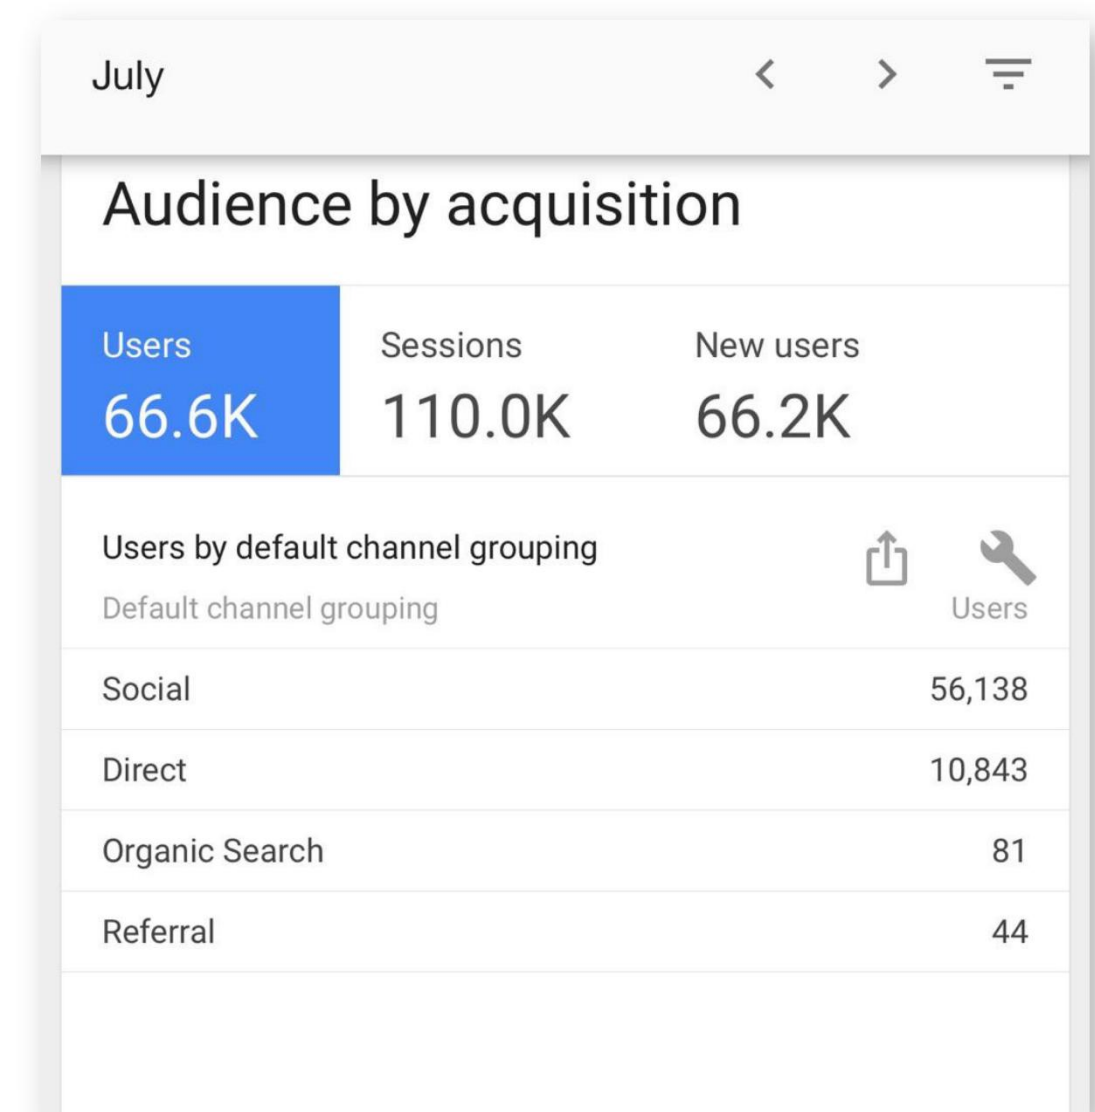 July
Audience by acquisition
Users Sessions New users
66.6K 110.0K 66.2K
Users by default channel grouping
Default channel grouping Users
Social 56,138
Direct 10,843
Organic Search 81
Referral 44